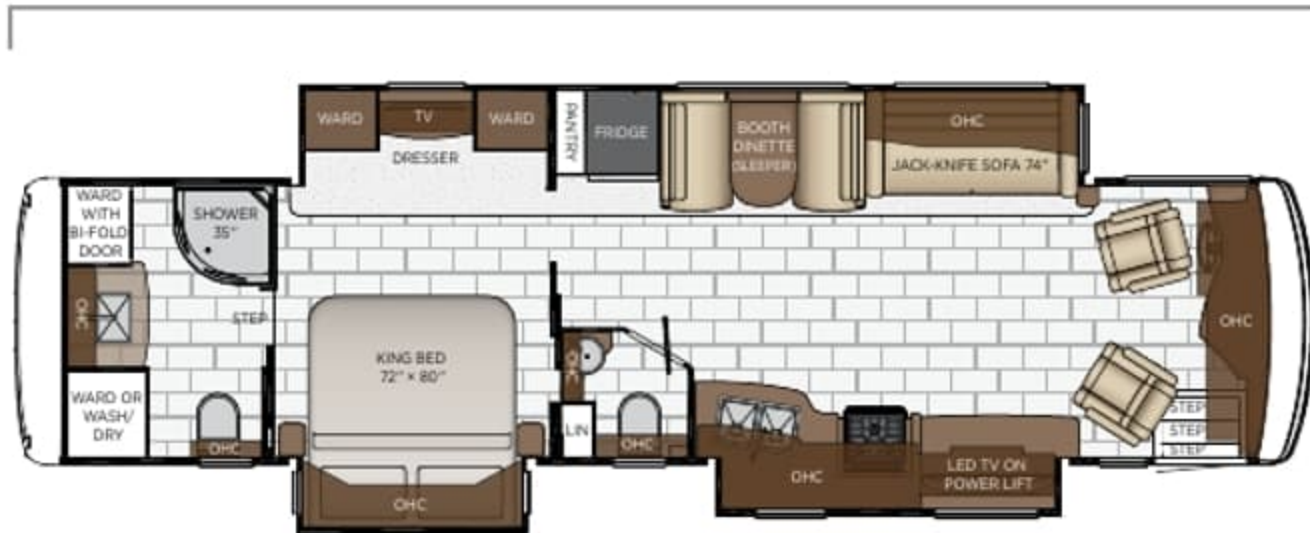 WARD
TV
WARD
DRESSER
PANTRY
FRIDGE
BOOTH
DINETTE
(SLEEPER)
OHC
JACK-KNIFE SOFA 74"
WARD
WITH
BI-FOLD
DOOR
SHOWER
35"
OHC
STEP
KING BED
72" × 80"
OHC
OHC
WARD OR
WASH/
DRY
OHC
OHC
LIN
OHC
OHC
LED TV ON
POWER LIFT
STEP
STEP
STEP